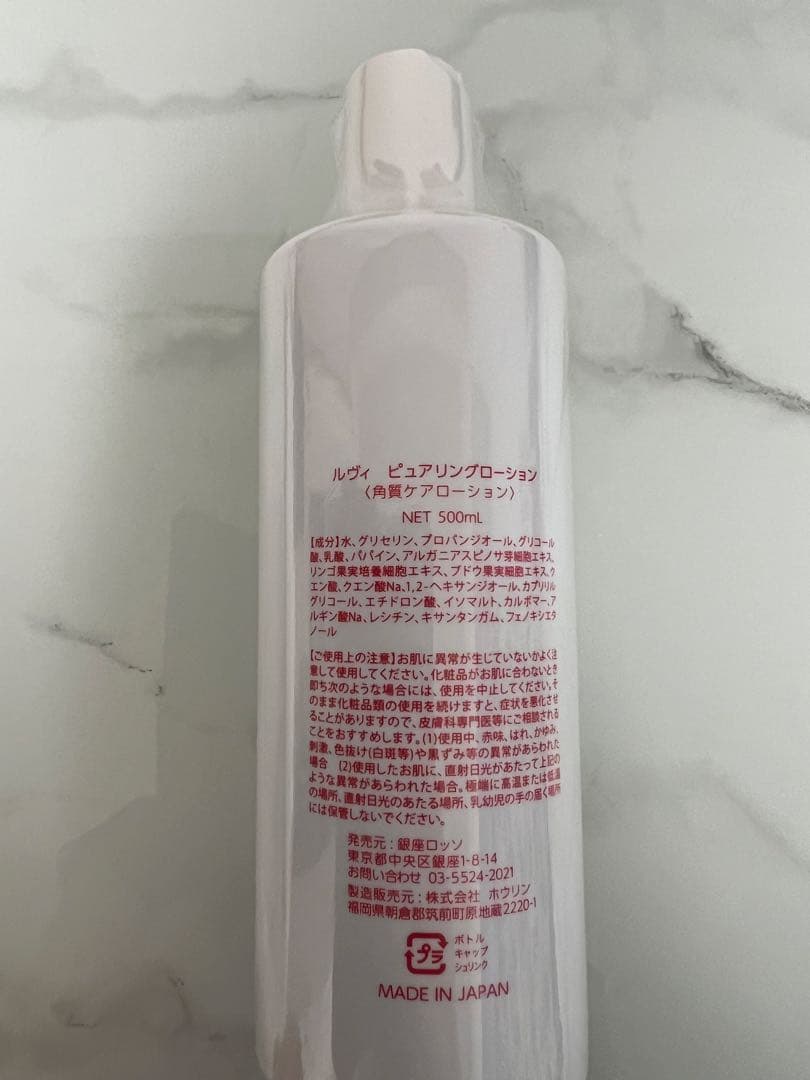 ルヴィ　ピュアリングローション
〈角質ケアローション〉
NET 500mL
【成分】水、グリセリン、プロパンジオール、グリコール
酸、乳酸、パパイン、アルガニアスピノサ芽細胞エキス、
リンゴ果実培養細胞エキス、ブドウ果実細胞エキス、ク
エン酸、クエン酸Na、1,2-ヘキサンジオール、カプリリル
グリコール、エチドロン酸、イソマルト、カルボマー、ア
ルギン酸Na、レシチン、キサンタンガム、フェノキシエタ
ノール
【ご使用上の注意】お肌に異常が生じていないかよく注
意して使用してください。化粧品がお肌に合わないとき
即ち次のような場合には、使用を中止してください。そ
のまま化粧品類の使用を続けますと、症状を悪化させ
ることがありますので、皮膚科専門医等にご相談される
ことをおすすめします。(1)使用中、赤味、はれ、かゆみ、
刺激、色抜け(白斑等)や黒ずみ等の異常があらわれた
場合　(2)使用したお肌に、直射日光があたって上記の
ような異常があらわれた場合。極端に高温または低温
の場所、直射日光のあたる場所、乳幼児の手の届く場所
には保管しないでください。
発売元：銀座ロッソ
東京都中央区銀座1-8-14
お問い合わせ 03-5524-2021
製造販売元：株式会社 ホウリン
福岡県朝倉郡筑前町原地蔵2220-1
プラ
ボトル
キャップ
シュリンク
MADE IN JAPAN